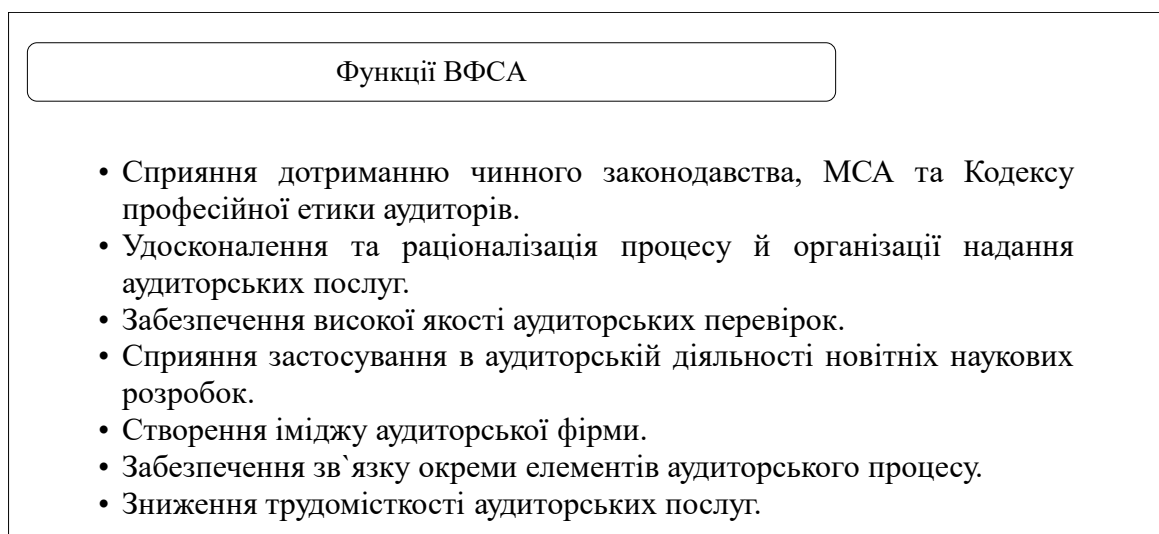 Функції ВФСА
• Сприяння дотриманню чинного законодавства, МСА та Кодексу
професійної етики аудиторів.
• Удосконалення та раціоналізація процесу й організації надання
аудиторських послуг.
• Забезпечення високої якості аудиторських перевірок.
• Сприяння застосування в аудиторській діяльності новітніх наукових
розробок.
• Створення іміджу аудиторської фірми.
• Забезпечення зв`язку окреми елементів аудиторського процесу.
• Зниження трудомісткості аудиторських послуг.